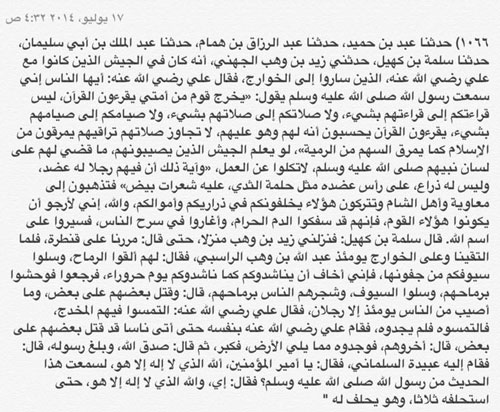 ١٧ يوليو، ٢٠١٤ ٤:٣٢ ص
١٠٦٦) حدثنا عبد بن حميد، حدثنا عبد الرزاق بن همام، حدثنا عبد الملك بن أبي سليمان،
حدثنا سلمة بن كهيل، حدثني زيد بن وهب الجهني، أنه كان في الجيش الذين كانوا مع
علي رضي الله عنه، الذين ساروا إلى الخوارج، فقال علي رضي الله عنه: أيها الناس إني
سمعت رسول الله صلى الله عليه وسلم يقول: «يخرج قوم من أمتي يقرءون القرآن، ليس
قراءتكم إلى قراءتهم بشيء، ولا صلاتكم إلى صلاتهم بشيء، ولا صيامكم إلى صيامهم
بشيء، يقرءون القرآن يحسبون أنه لهم وهو عليهم، لا تجاوز صلاتهم تراقيهم يمرقون من
الإسلام كما يمرق السهم من الرمية»، لو يعلم الجيش الذين يصيبونهم، ما قضي لهم على
لسان نبيهم صلى الله عليه وسلم، لاتكلوا عن العمل، «وآية ذلك أن فيهم رجلا له عضد،
وليس له ذراع، على رأس عضده مثل حلمة الثدي، عليه شعرات بيض» فتذهبون إلى
معاوية وأهل الشام وتتركون هؤلاء يخلفونكم في ذراريكم وأموالكم، والله، إني لأرجو أن
يكونوا هؤلاء القوم، فإنهم قد سفكوا الدم الحرام، وأغاروا في سرح الناس، فسيروا على
اسم الله. قال سلمة بن كهيل: فنزلني زيد بن وهب منزلا، حتى قال: مررنا على قنطرة، فلما
التقينا وعلى الخوارج يومئذ عبد الله بن وهب الراسبي، فقال: لهم ألقوا الرماح، وسلوا
سيوفكم من جفونها، فإني أخاف أن يناشدوكم كما ناشدوكم يوم حروراء، فرجعوا فوحشوا
برماحهم، وسلوا السيوف، وشجرهم الناس برماحهم، قال: وقتل بعضهم على بعض، وما
أصيب من الناس يومئذ إلا رجلان، فقال علي رضي الله عنه: التمسوا فيهم المخدج،
فالتمسوه فلم يجدوه، فقام علي رضي الله عنه بنفسه حتى أتى ناسا قد قتل بعضهم على
بعض، قال: أخروهم، فوجدوه مما يلي الأرض، فكبر، ثم قال: صدق الله، وبلغ رسوله، قال:
فقام إليه عبيدة السلماني، فقال: يا أمير المؤمنين، ألله الذي لا إله إلا هو، لسمعت هذا
الحديث من رسول الله صلى الله عليه وسلم؟ فقال: إي، والله الذي لا إله إلا هو، حتى
استحلفه ثلاثا، وهو يحلف له "